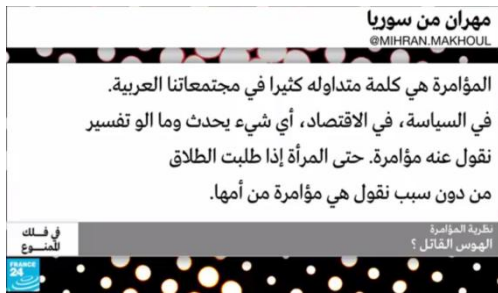 مهران من سوريا
@MIHRAN.MAKHOUL
المؤامرة هي كلمة متداوله كثيرا في مجتمعاتنا العربية.
في السياسة، في الاقتصاد، أي شيء يحدث وما الو تفسير
نقول عنه مؤامرة. حتى المرأة إذا طلبت الطلاق
من دون سبب نقول هي مؤامرة من أمها.
نظرية المؤامرة
الهوس القاتل ؟
في فلك
الممنوع
FRANCE
24